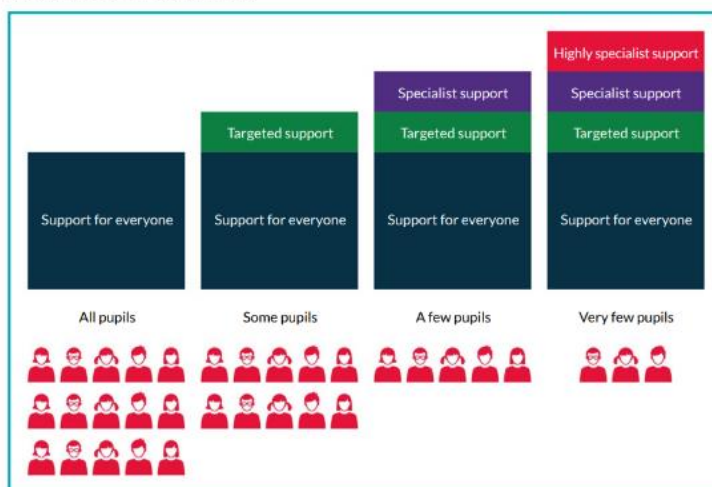 Highly specialist support
Specialist support
Specialist support
Targeted support
Targeted support
Targeted support
Support for everyone
Support for everyone
Support for everyone
Support for everyone
All pupils
Some pupils
A few pupils
Very few pupils